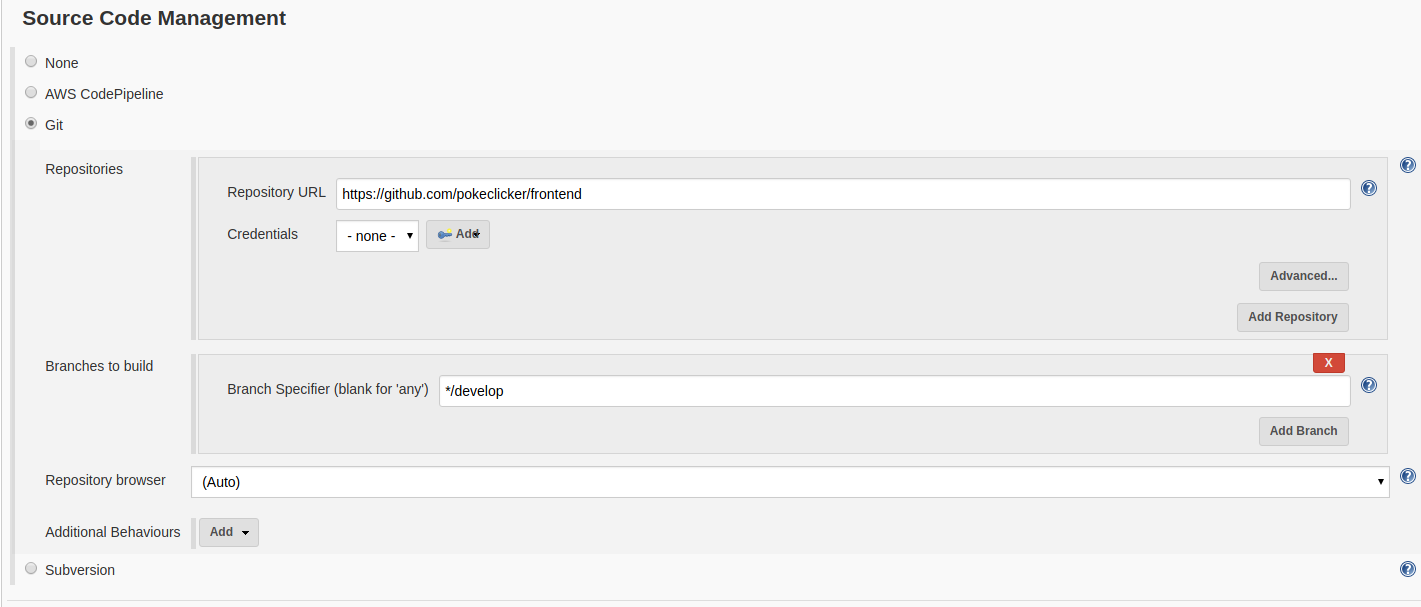 Source Code Management
None
AWS CodePipeline
Git
Repositories
Repository URL https://github.com/pokeclicker/frontend
Credentials - none - Add
Advanced...
Add Repository
Branches to build
X
Branch Specifier (blank for 'any') */develop
Add Branch
Repository browser (Auto)
Additional Behaviours Add
Subversion